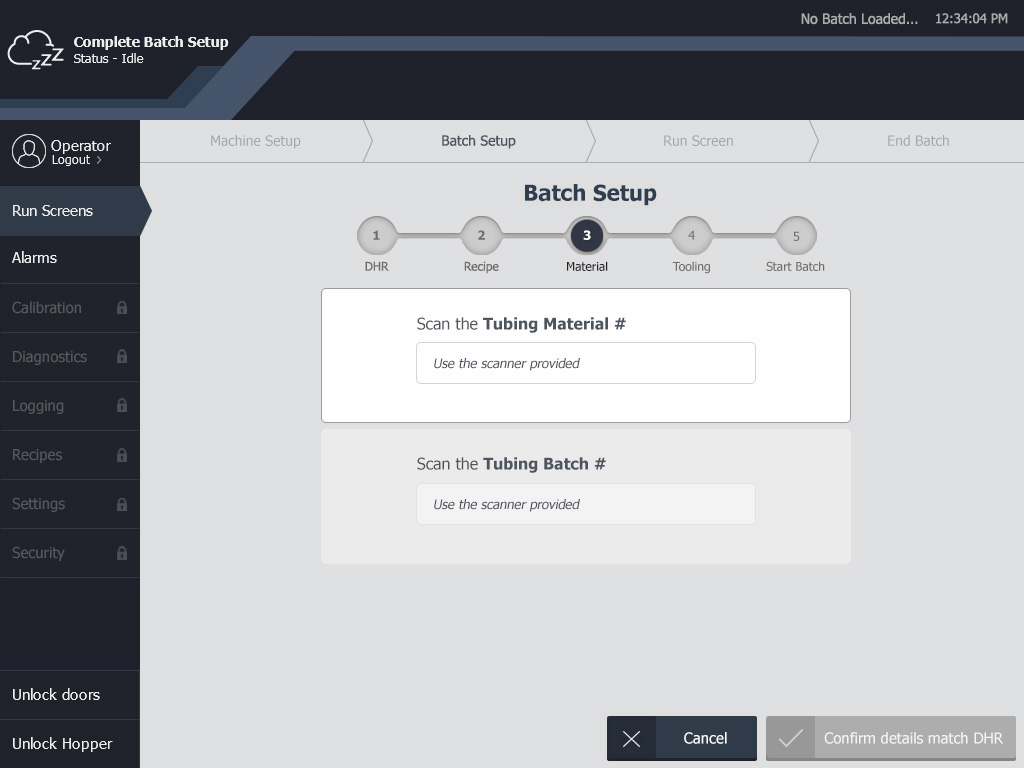 No Batch Loaded... 12:34:04 PM
Complete Batch Setup
Status - Idle
zzZ
Operator
Logout >
Run Screens
Alarms
Calibration
Diagnostics
Logging
Recipes
Settings
Security
Unlock doors
Unlock Hopper
Machine Setup
Batch Setup
Run Screen
End Batch
Batch Setup
1 2 3 4 5
DHR Recipe Material Tooling Start Batch
Scan the Tubing Material #
Use the scanner provided
Scan the Tubing Batch #
Use the scanner provided
Cancel
Confirm details match DHR